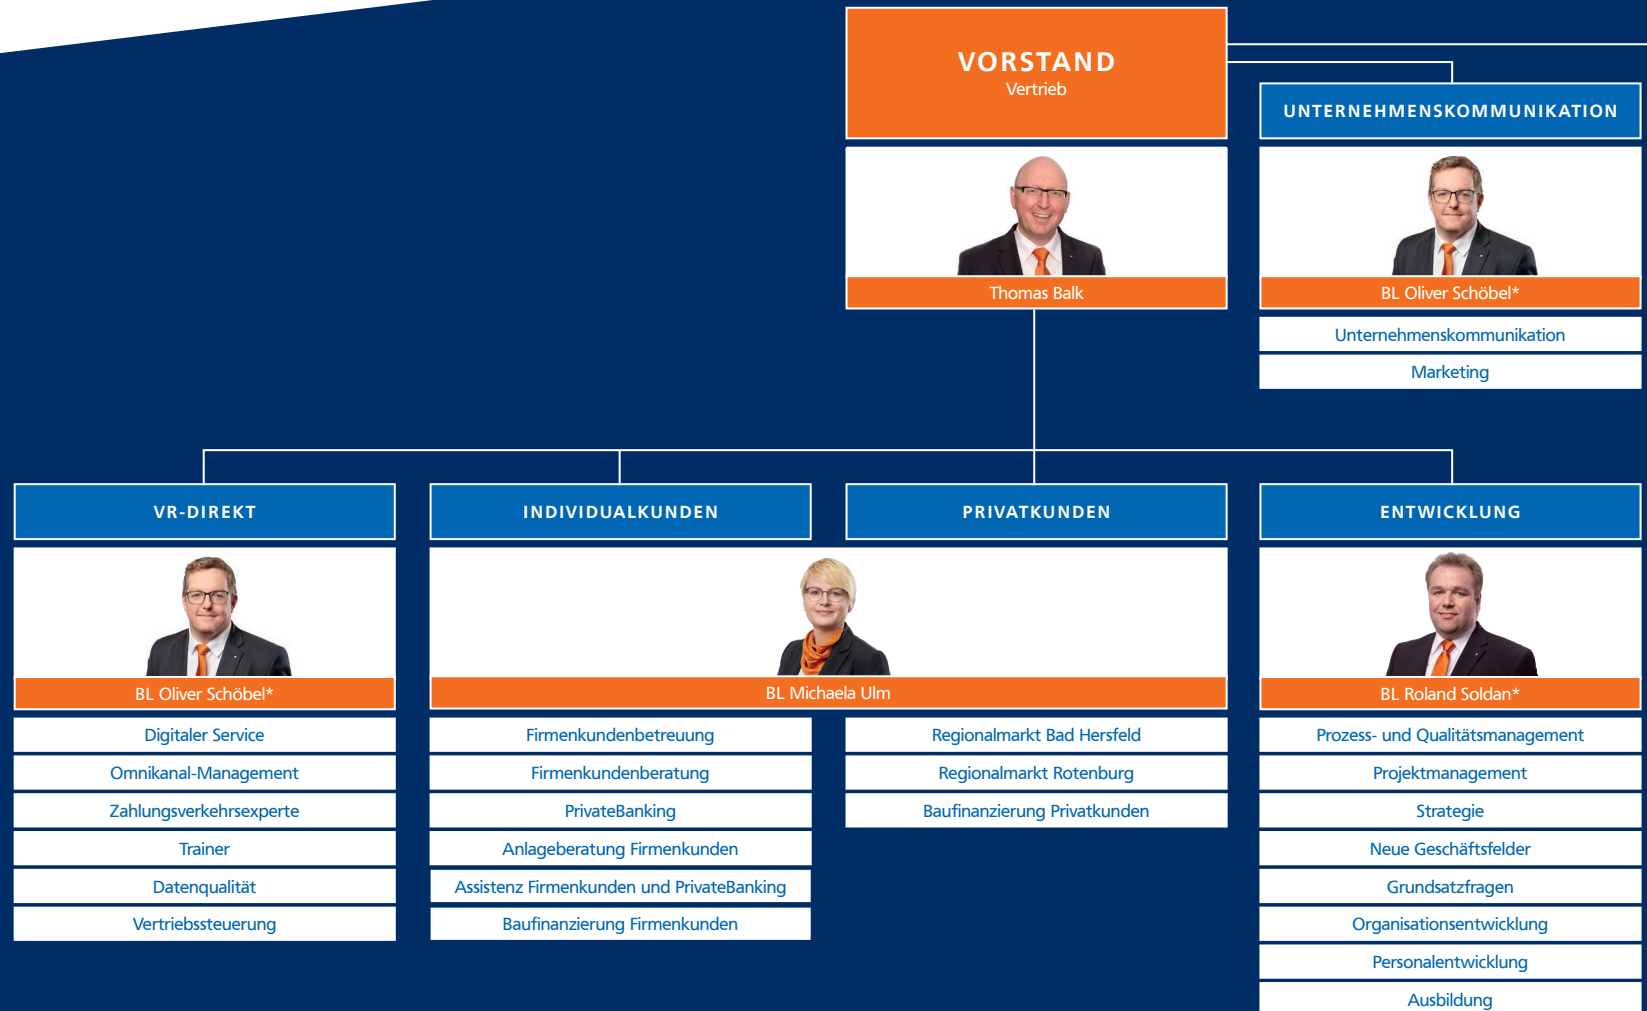 VORSTAND
Vertrieb
Thomas Balk
UNTERNEHMENSKOMMUNIKATION
BL Oliver Schöbel*
Unternehmenskommunikation
Marketing
VR-DIREKT
BL Oliver Schöbel*
Digitaler Service
Omnikanal-Management
Zahlungsverkehrsexperte
Trainer
Datenqualität
Vertriebssteuerung
INDIVIDUALKUNDEN
PRIVATKUNDEN
BL Michaela Ulm
Firmenkundenbetreuung
Firmenkundenberatung
PrivateBanking
Anlageberatung Firmenkunden
Assistenz Firmenkunden und PrivateBanking
Baufinanzierung Firmenkunden
Regionalmarkt Bad Hersfeld
Regionalmarkt Rotenburg
Baufinanzierung Privatkunden
ENTWICKLUNG
BL Roland Soldan*
Prozess- und Qualitätsmanagement
Projektmanagement
Strategie
Neue Geschäftsfelder
Grundsatzfragen
Organisationsentwicklung
Personalentwicklung
Ausbildung